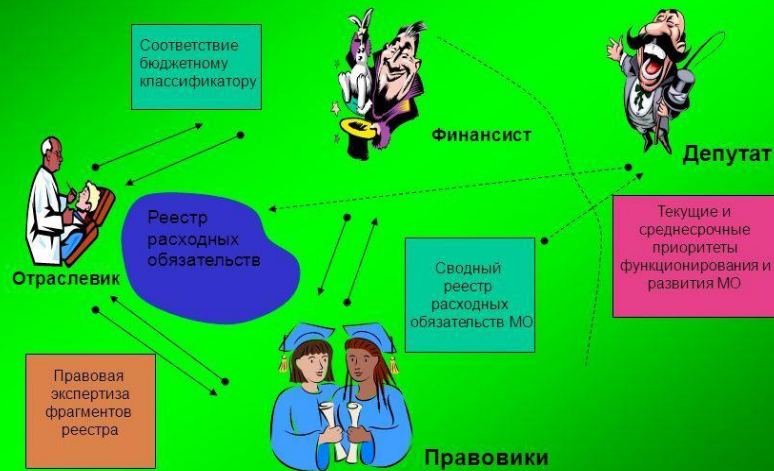 Соответствие
бюджетному
классификатору
Финансист
Депутат
Реестр
расходных
обязательств
Отраслевик
Сводный
реестр
расходных
обязательств МО
Текущие и
среднесрочные
приоритеты
функционирования и
развития МО
Правовая
экспертиза
фрагментов
реестра
Правовики